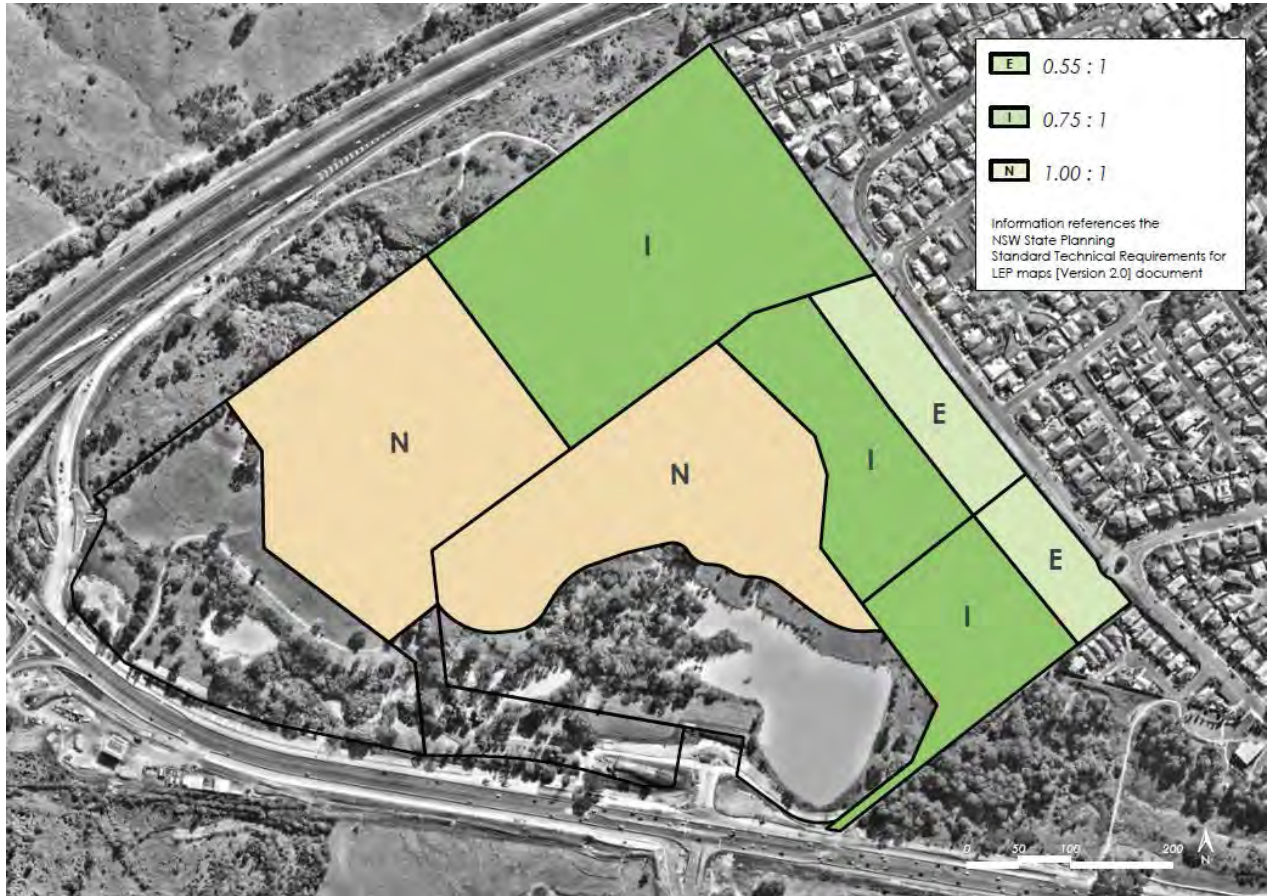 E 0.55 : 1
I 0.75 : 1
N 1.00 : 1
Information references the
NSW State Planning
Standard Technical Requirements for
LEP maps [Version 2.0] document
I
N
N
E
I
E
I
0 50 100 200
N